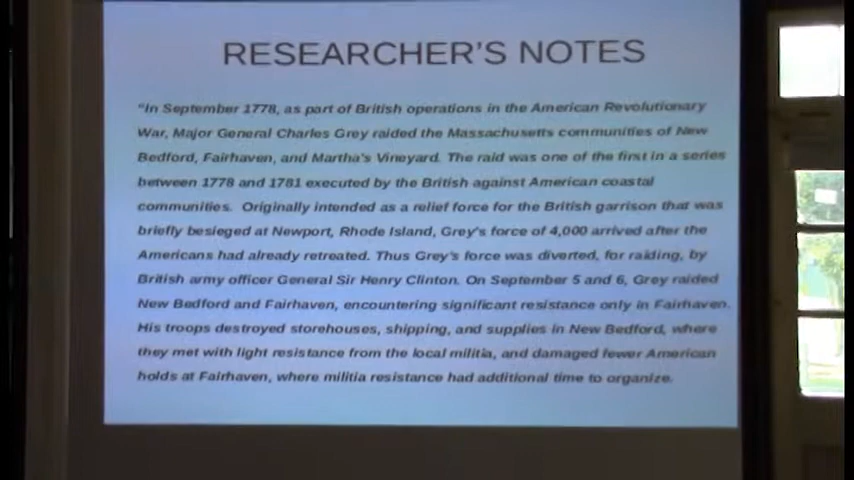 RESEARCHER'S NOTES
"In September 1778, as part of British operations in the American Revolutionary
War, Major General Charles Grey raided the Massachusetts communities of New
Bedford, Fairhaven, and Martha's Vineyard. The raid was one of the first in a series
between 1778 and 1781 executed by the British against American coastal
communities. Originally intended as a relief force for the British garrison that was
briefly besieged at Newport, Rhode Island, Grey's force of 4,000 arrived after the
Americans had already retreated. Thus Grey's force was diverted, for raiding, by
British army officer General Sir Henry Clinton. On September 5 and 6, Grey raided
New Bedford and Fairhaven, encountering significant resistance only in Fairhaven.
His troops destroyed storehouses, shipping, and supplies in New Bedford, where
they met with light resistance from the local militia, and damaged fewer American
holds at Fairhaven, where militia resistance had additional time to organize.